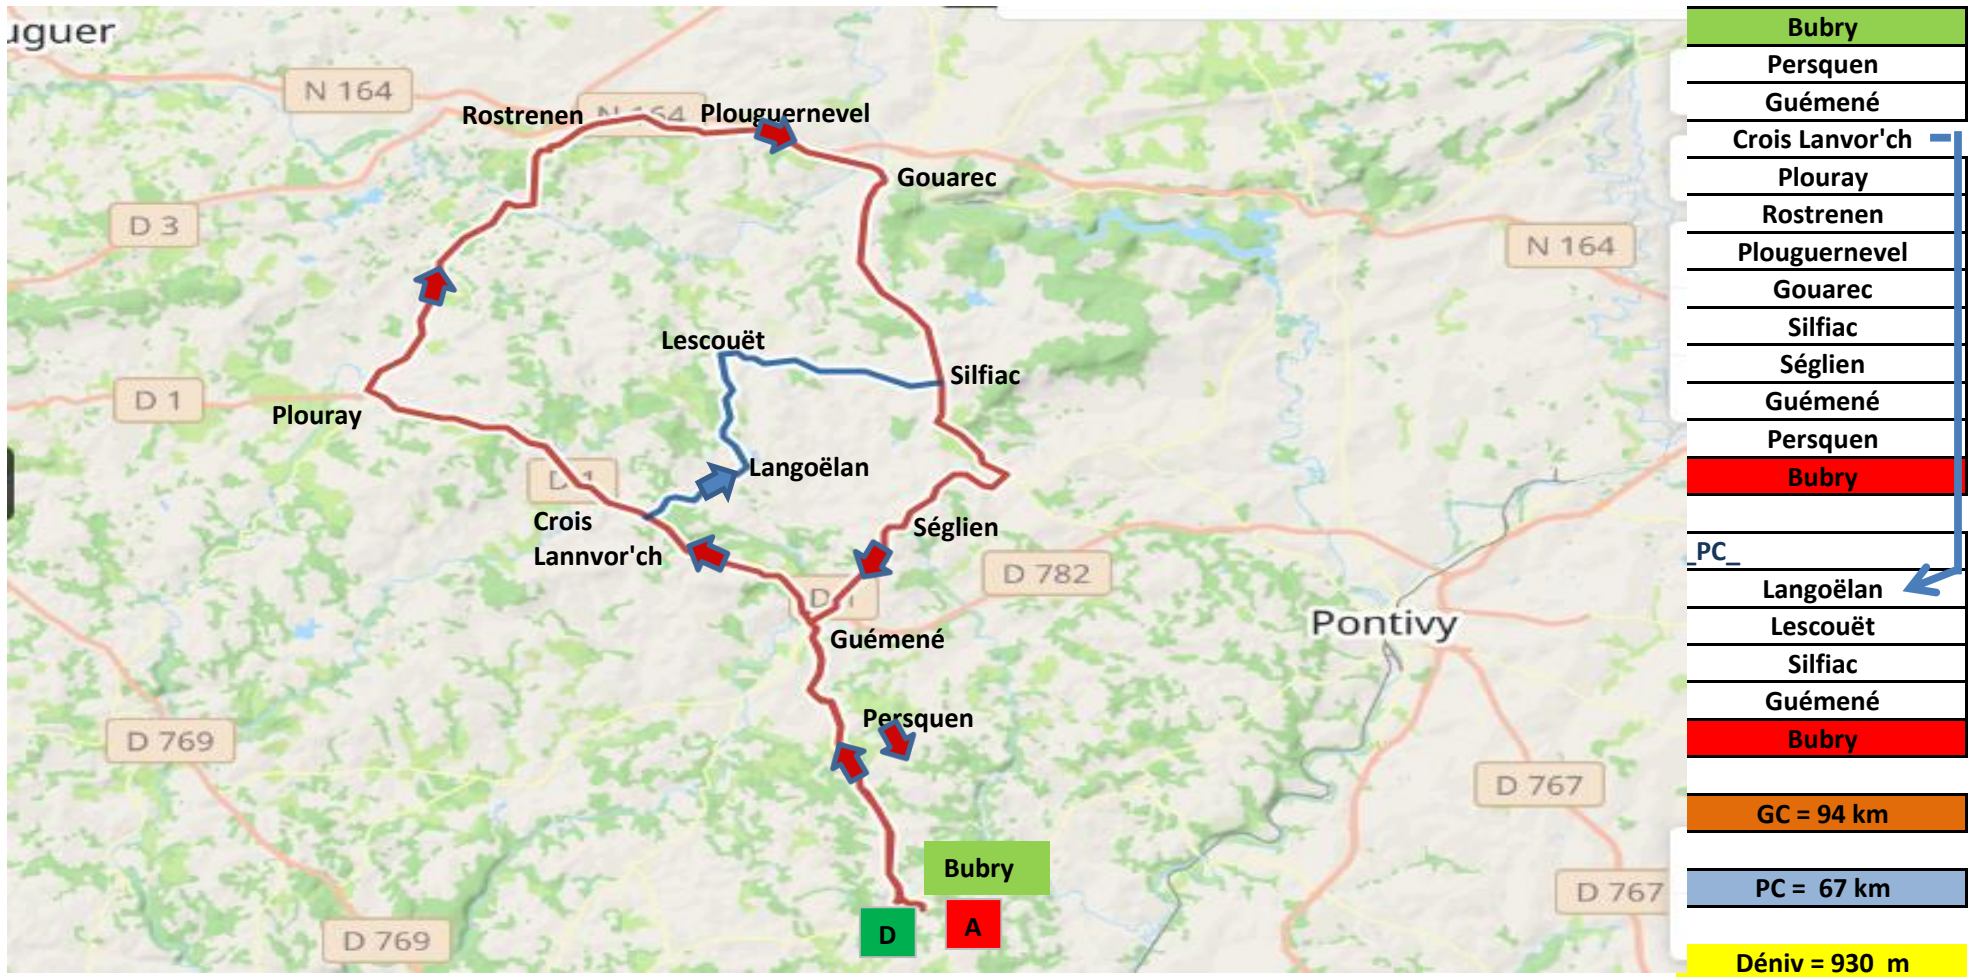 uguer
N 164
Rostrenen
N 164
Plouguernevel
Gouarec
D 3
N 164
Lescouët
Silfiac
D 1
Plouray
Langoëlan
D 1
Crois
Lannvor'ch
Séglien
D 782
D 1
Guémené
Pontivy
Persquen
D 769
D 767
Bubry
D 767
D
A
D 769
Bubry
Persquen
Guémené
Crois Lanvor'ch
Plouray
Rostrenen
Plouguernevel
Gouarec
Silfiac
Séglien
Guémené
Persquen
Bubry
_PC_
Langoëlan
Lescouët
Silfiac
Guémené
Bubry
GC = 94 km
PC = 67 km
Déniv = 930 m